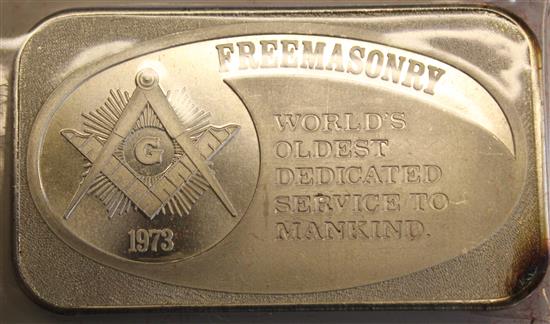 FREEMASONRY
G
1973
WORLD'S
OLDEST
DEDICATED
SERVICE TO
MANKIND.